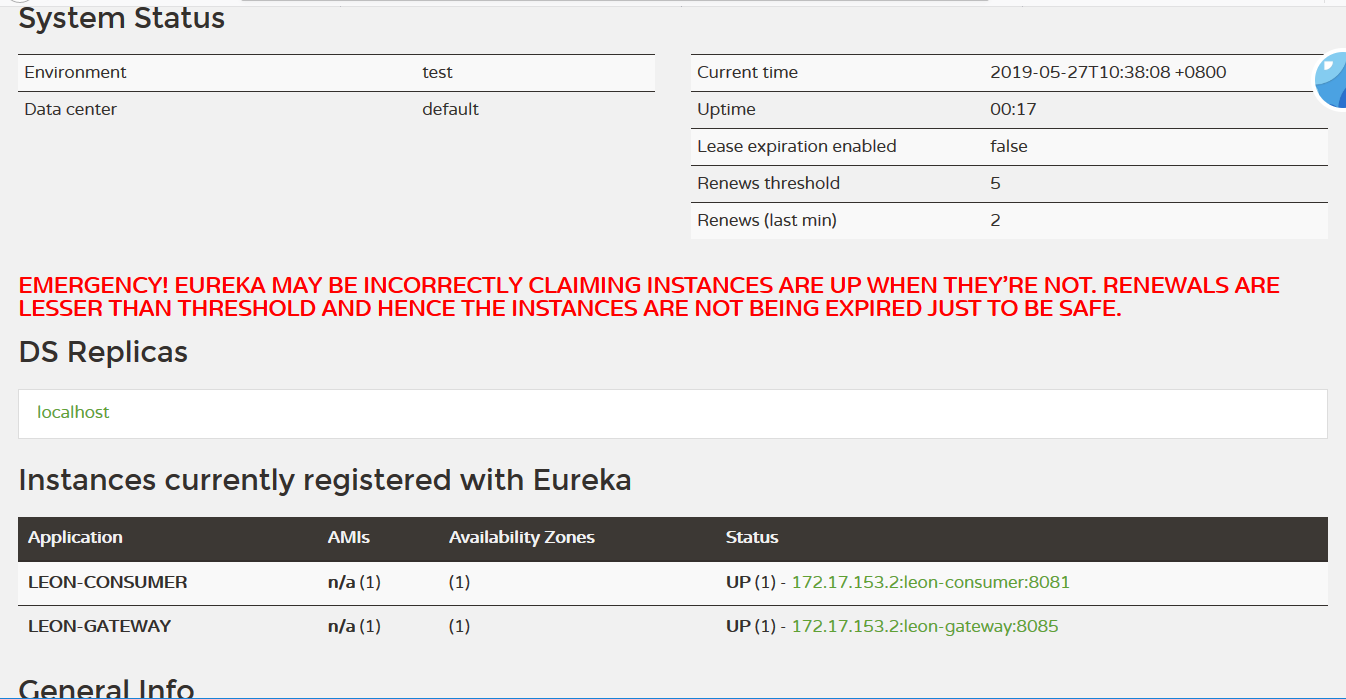 System Status
Environment test
Data center default
Current time 2019-05-27T10:38:08 +0800
Uptime 00:17
Lease expiration enabled false
Renews threshold 5
Renews (last min) 2
EMERGENCY! EUREKA MAY BE INCORRECTLY CLAIMING INSTANCES ARE UP WHEN THEY'RE NOT. RENEWALS ARE
LESSER THAN THRESHOLD AND HENCE THE INSTANCES ARE NOT BEING EXPIRED JUST TO BE SAFE.
DS Replicas
localhost
Instances currently registered with Eureka
Application AMIs Availability Zones Status
LEON-CONSUMER n/a (1) (1) UP (1) - 172.17.153.2:leon-consumer:8081
LEON-GATEWAY n/a (1) (1) UP (1) - 172.17.153.2:leon-gateway:8085
General Info